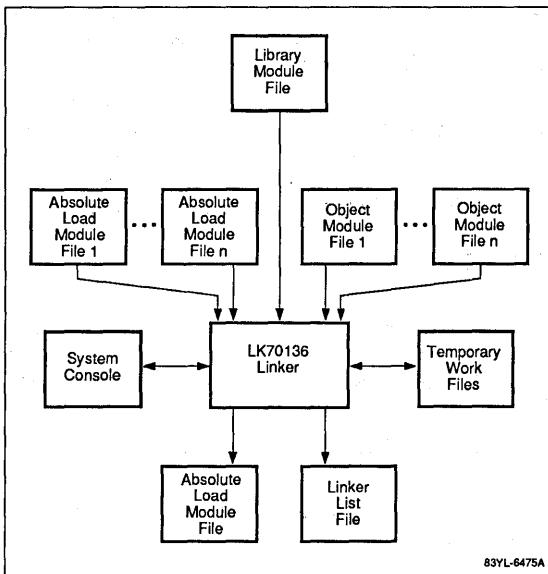 Library
Module
File
Absolute
Load
Module
File 1
•••
Absolute
Load
Module
File n
Object
Module
File 1
•••
Object
Module
File n
System
Console
LK70136
Linker
Temporary
Work
Files
Absolute
Load
Module
File
Linker
List
File
83YL-6475A